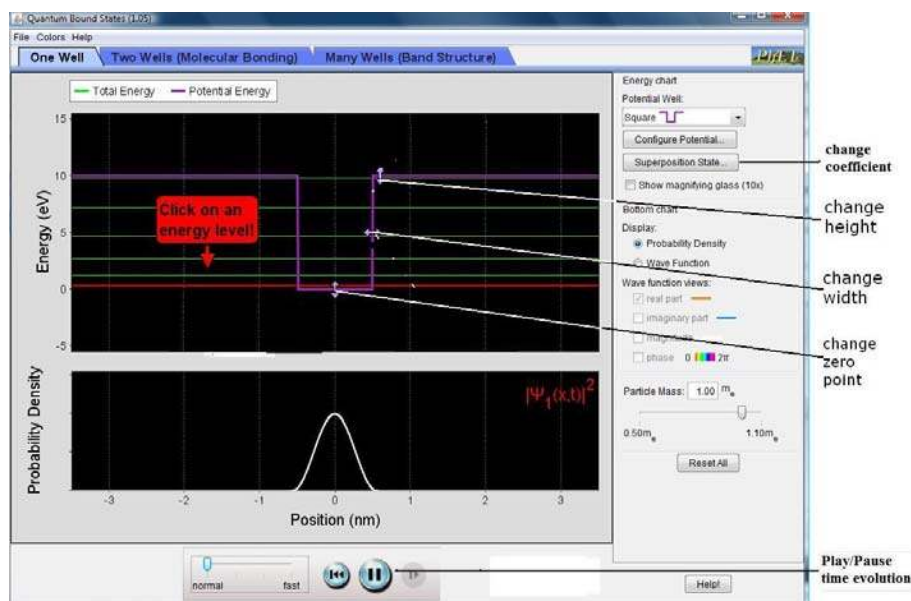 Quantum Bound States (1.05)
File Colors Help
One Well Two Wells (Molecular Bonding) Many Wells (Band Structure)
PhET
Total Energy Potential Energy
15
10
5
0
-5
Energy (eV)
Click on an
energy level!
Probability Density
|Ψ1(x,t)|²
-3 -2 -1 0 1 2 3
Position (nm)
normal fast
Energy chart
Potential Well:
Square
Configure Potential...
Superposition State...
Show magnifying glass (10x)
Bottom chart
Display:
Probability Density
Wave Function
Wave function views:
real part
imaginary part
magnitude
phase 0 2π
Particle Mass: 1.00 me
0.50me 1.10me
Reset All
Help!
change
coefficient
change
height
change
width
change
zero
point
Play/Pause
time evolution